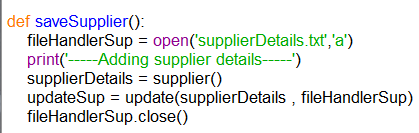 def saveSupplier():
    fileHandlerSup = open('supplierDetails.txt','a')
    print('-----Adding supplier details-----')
    supplierDetails = supplier()
    updateSup = update(supplierDetails , fileHandlerSup)
    fileHandlerSup.close()